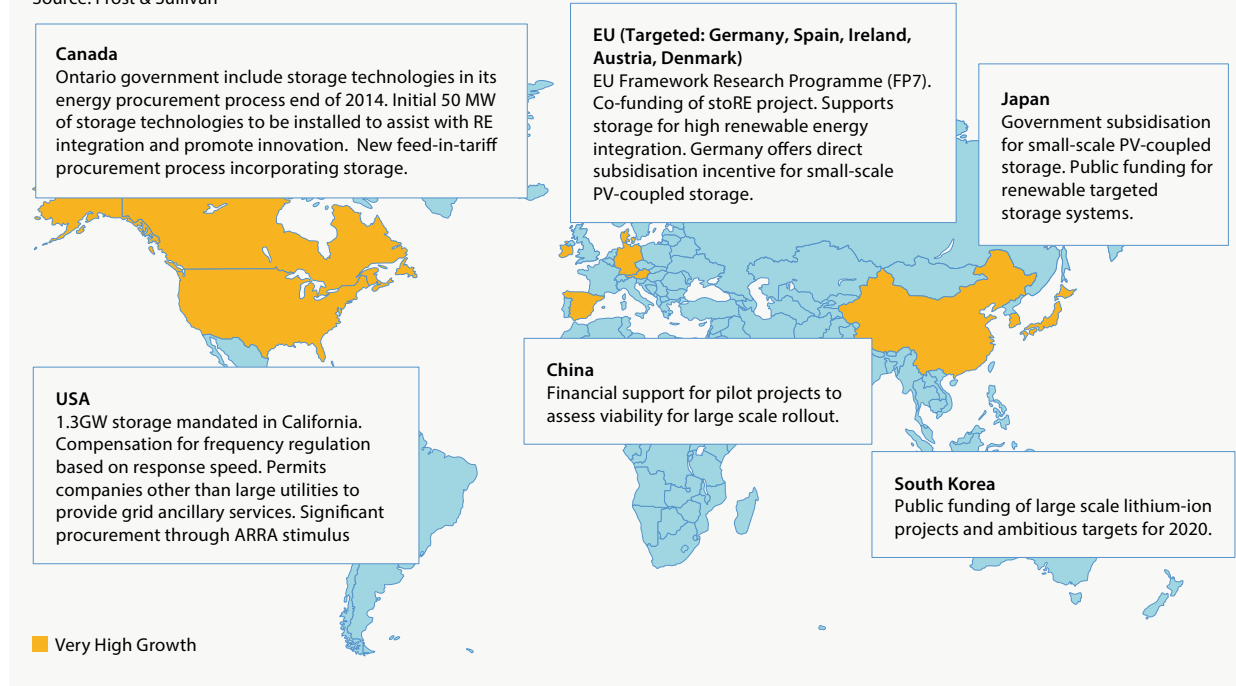 Source: Frost & Sullivan
Canada
Ontario government include storage technologies in its
energy procurement process end of 2014. Initial 50 MW
of storage technologies to be installed to assist with RE
integration and promote innovation.  New feed-in-tariff
procurement process incorporating storage.
EU (Targeted: Germany, Spain, Ireland,
Austria, Denmark)
EU Framework Research Programme (FP7).
Co-funding of stoRE project. Supports
storage for high renewable energy
integration. Germany offers direct
subsidisation incentive for small-scale
PV-coupled storage.
Japan
Government subsidisation
for small-scale PV-coupled
storage. Public funding for
renewable targeted
storage systems.
USA
1.3GW storage mandated in California.
Compensation for frequency regulation
based on response speed. Permits
companies other than large utilities to
provide grid ancillary services. Significant
procurement through ARRA stimulus
China
Financial support for pilot projects to
assess viability for large scale rollout.
South Korea
Public funding of large scale lithium-ion
projects and ambitious targets for 2020.
Very High Growth